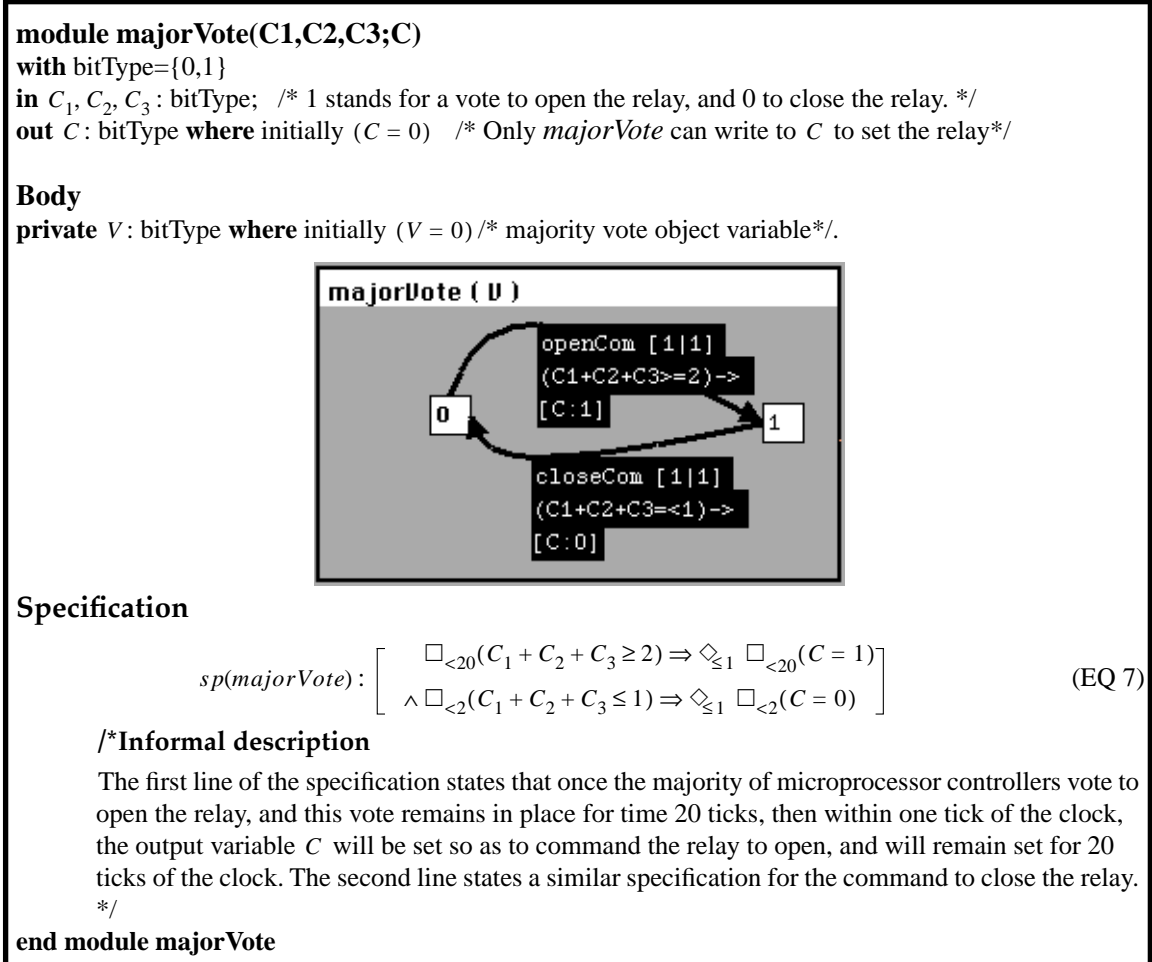 module majorVote(C1,C2,C3;C)
with bitType={0,1}
in C₁, C₂, C₃ : bitType; /* 1 stands for a vote to open the relay, and 0 to close the relay. */
out C : bitType where initially (C = 0) /* Only majorVote can write to C to set the relay*/
Body
private V : bitType where initially (V = 0) /* majority vote object variable*/.
majorVote ( V )
openCom [1|1]
(C1+C2+C3>=2)->
[C:1]
0
1
closeCom [1|1]
(C1+C2+C3=<1)->
[C:0]
Specification
sp(majorVote) : [ □<20(C₁ + C₂ + C₃ ≥ 2) ⇒ ◇≤1 □<20(C = 1)
∧ □<2(C₁ + C₂ + C₃ ≤ 1) ⇒ ◇≤1 □<2(C = 0) ] (EQ 7)
/*Informal description
The first line of the specification states that once the majority of microprocessor controllers vote to
open the relay, and this vote remains in place for time 20 ticks, then within one tick of the clock,
the output variable C will be set so as to command the relay to open, and will remain set for 20
ticks of the clock. The second line states a similar specification for the command to close the relay.
*/
end module majorVote